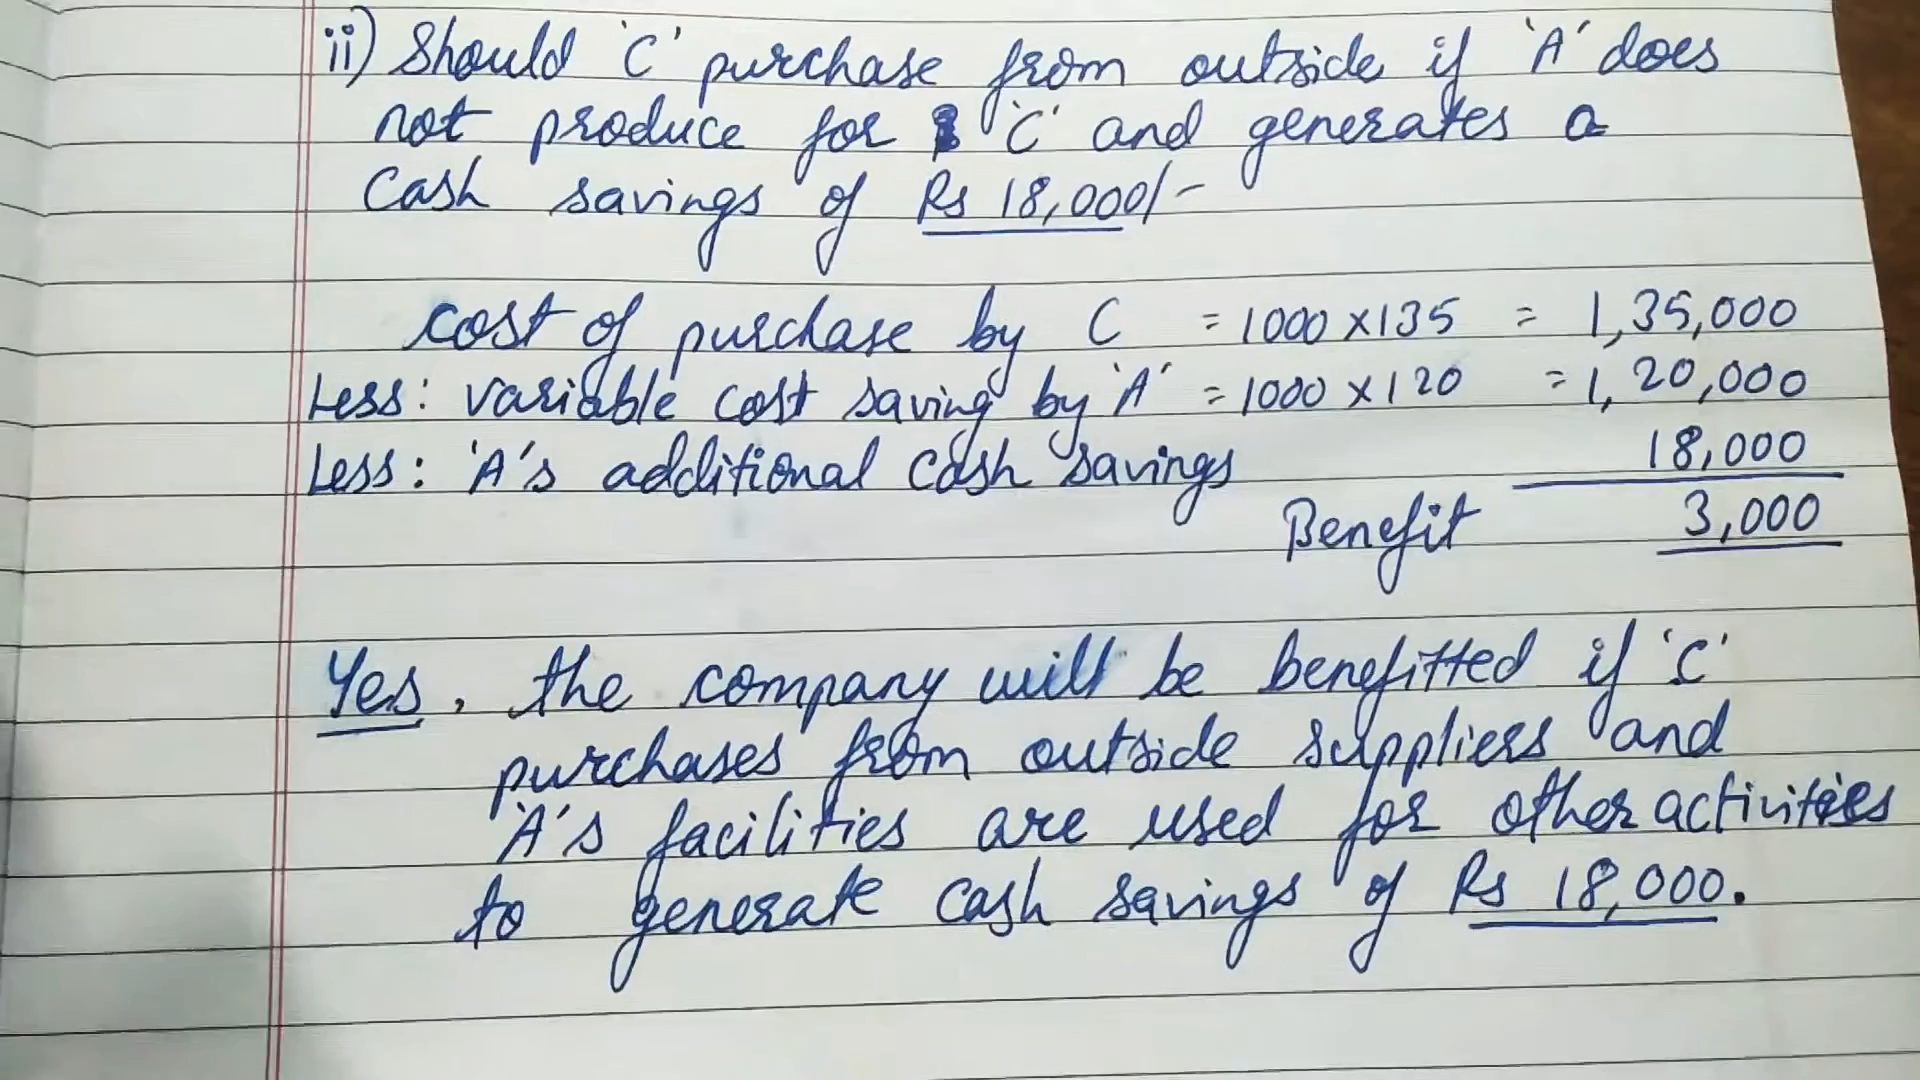 ii) Should 'C' purchase from outside if 'A' does
not produce for 'C' and generates a
Cash savings of Rs 18,000/-
Cost of purchase by C = 1000 x 135 = 1,35,000
Less: variable cost saving by 'A' = 1000 x 120 = 1,20,000
Less: 'A's additional cash savings 18,000
Benefit 3,000
Yes, the company will be benefitted if 'C'
purchases from outside suppliers and
'A's facilities are used for other activities
to generate cash savings of Rs 18,000.